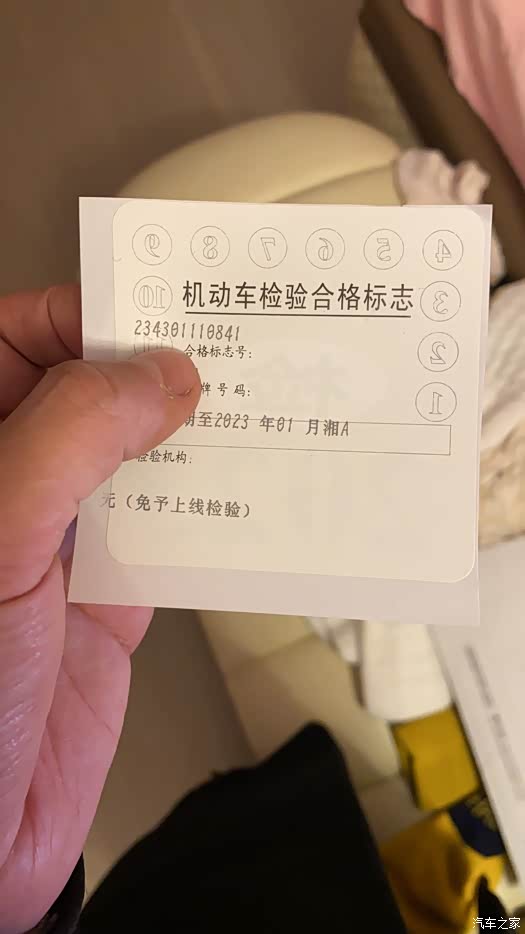 9 8 7 6 5 4
10 机动车检验合格标志 3
234301110841
合格标志号: 2
牌号码: 1
期至2023 年01 月湘A
检验机构:
无（免予上线检验）
汽车之家